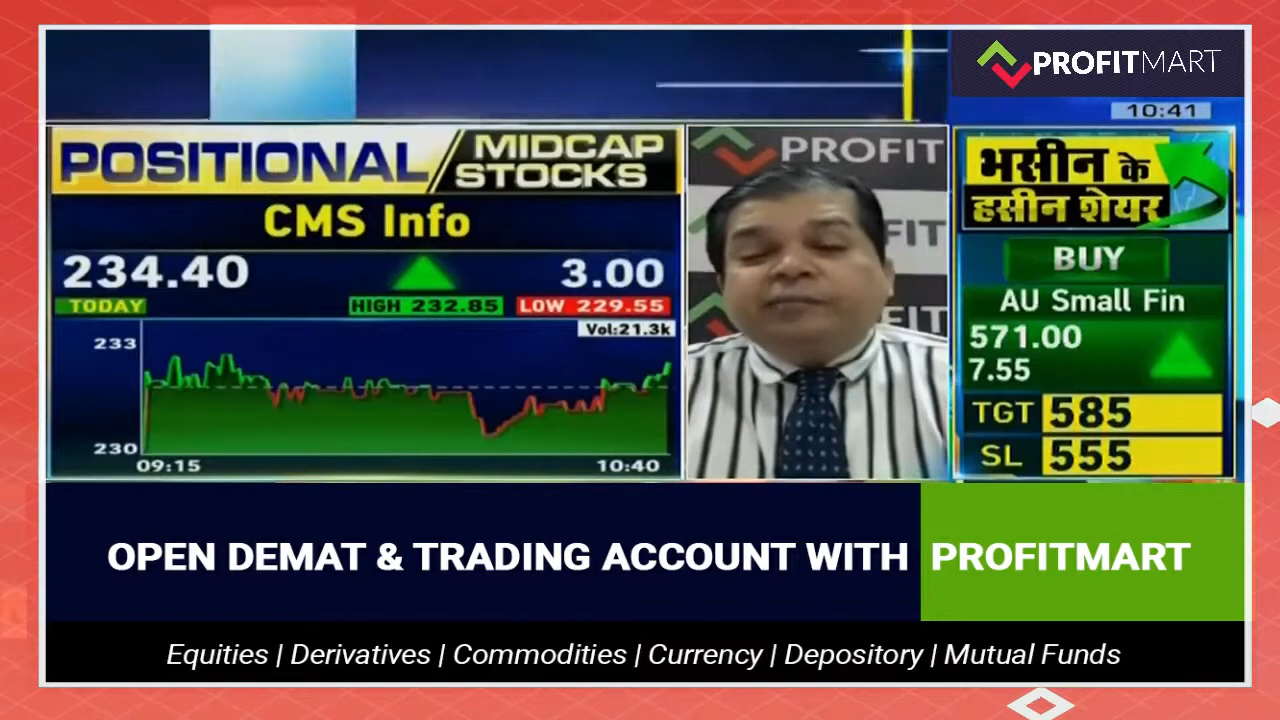 PROFITMART
10:41
POSITIONAL
MIDCAP
STOCKS
CMS Info
234.40
3.00
TODAY
HIGH 232.85
LOW 229.55
Vol:21.3k
233
230
09:15
10:40
PROFIT
FIT
FIT
भसीन के
हसीन शेयर
BUY
AU Small Fin
571.00
7.55
TGT 585
SL 555
OPEN DEMAT & TRADING ACCOUNT WITH PROFITMART
Equities | Derivatives | Commodities | Currency | Depository | Mutual Funds